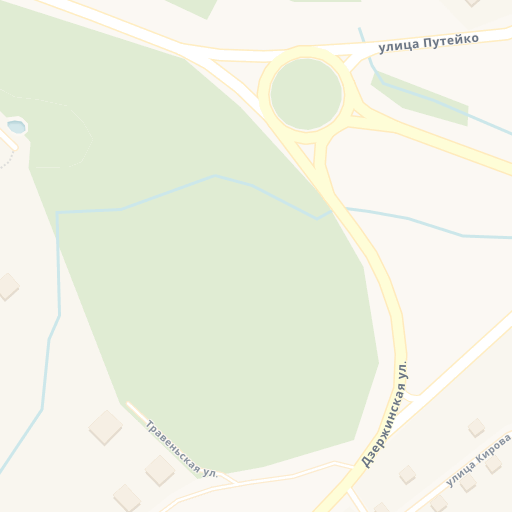 улица Путейко
Дзержинская ул.
Травеньская ул.
улица Кирова